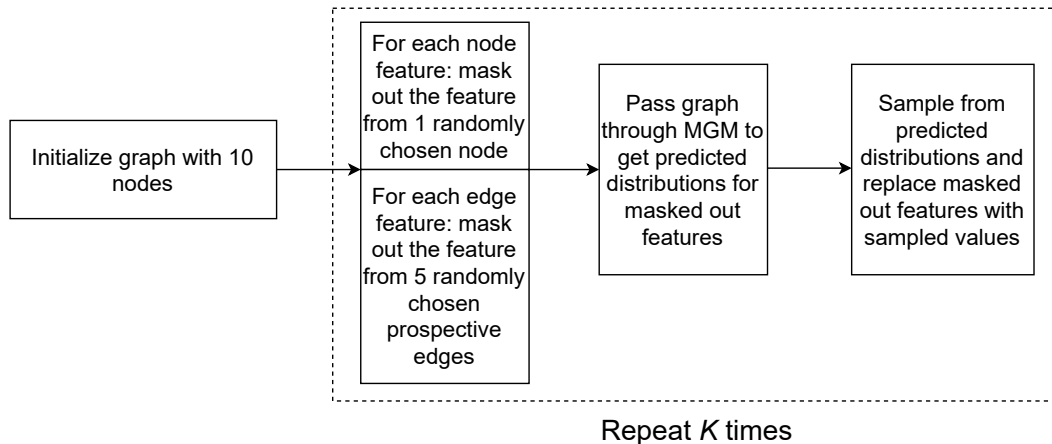 Initialize graph with 10
nodes
For each node
feature: mask
out the feature
from 1 randomly
chosen node
For each edge
feature: mask
out the feature
from 5 randomly
chosen
prospective
edges
Pass graph
through MGM to
get predicted
distributions for
masked out
features
Sample from
predicted
distributions and
replace masked
out features with
sampled values
Repeat K times